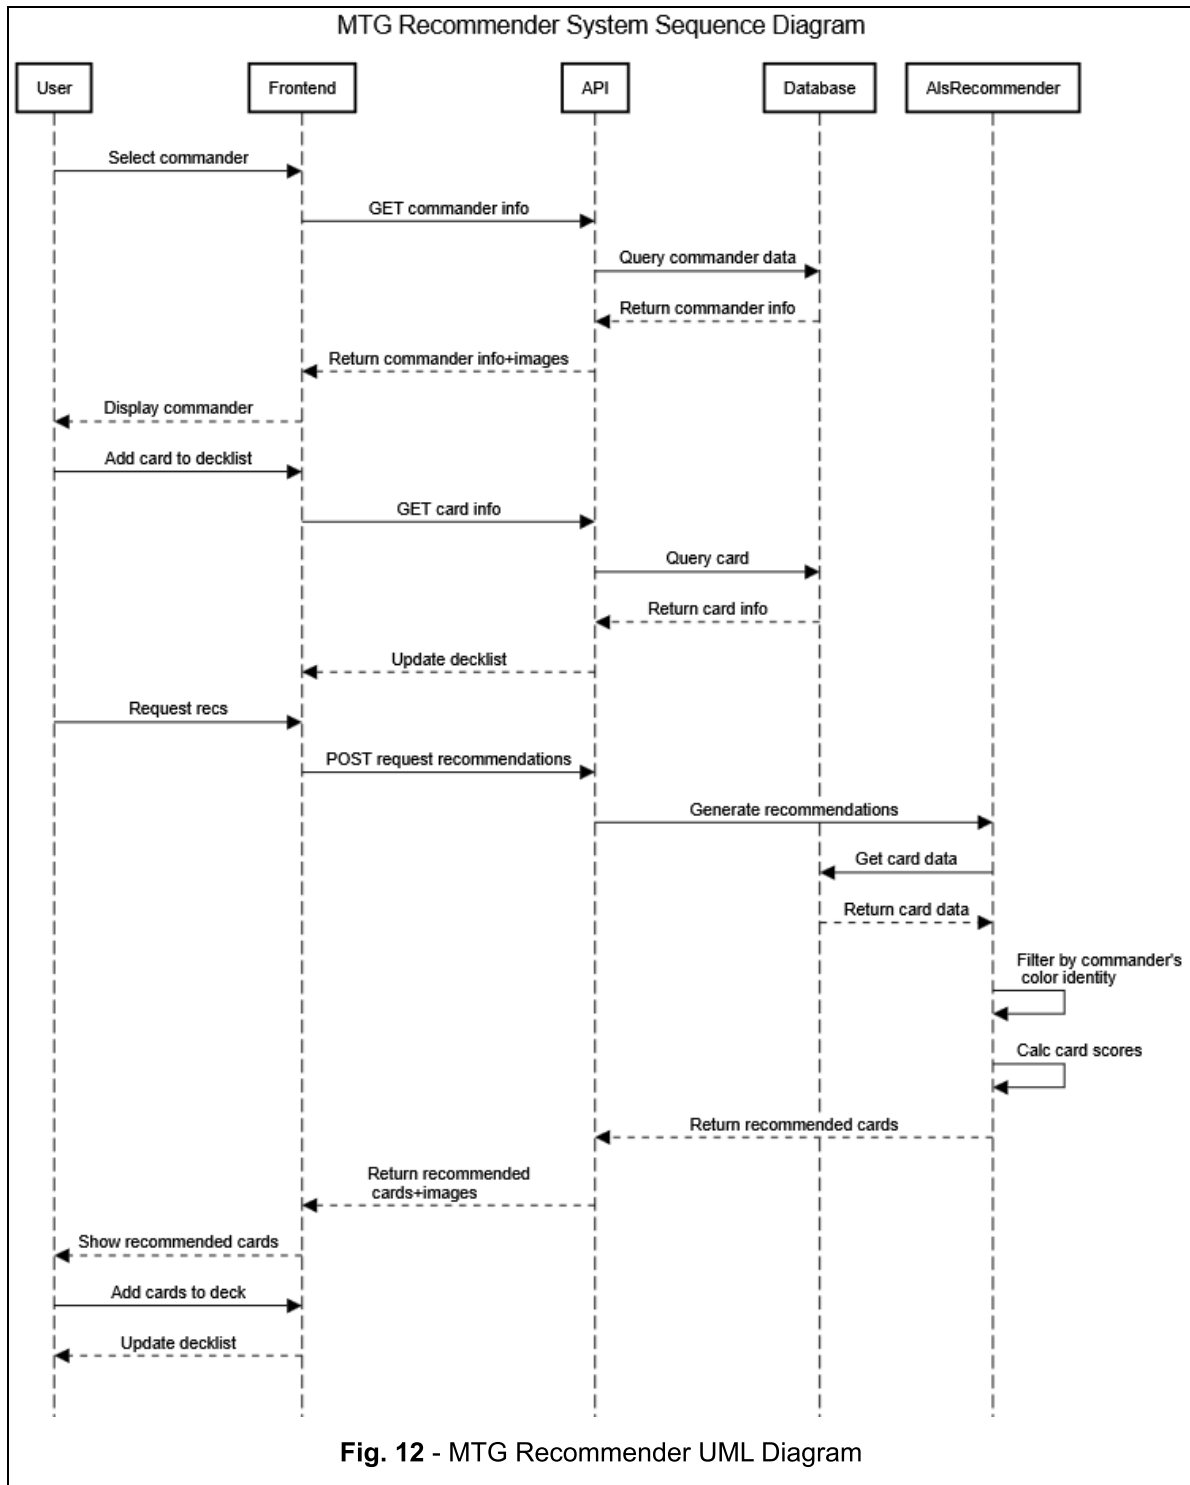 MTG Recommender System Sequence Diagram
User
Frontend
API
Database
AlsRecommender
Select commander
GET commander info
Query commander data
Return commander info
Return commander info+images
Display commander
Add card to decklist
GET card info
Query card
Return card info
Update decklist
Request recs
POST request recommendations
Generate recommendations
Get card data
Return card data
Filter by commander's
color identity
Calc card scores
Return recommended cards
Return recommended
cards+images
Show recommended cards
Add cards to deck
Update decklist
Fig. 12 - MTG Recommender UML Diagram